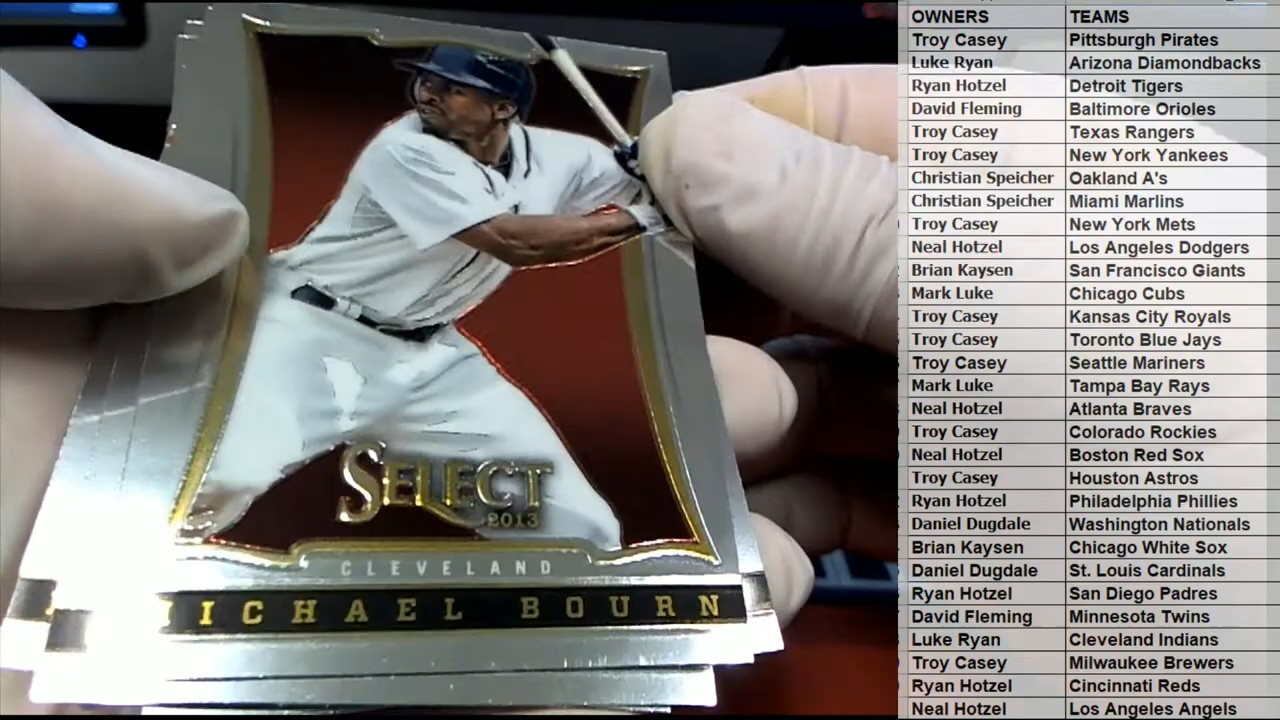 SELECT
2013
CLEVELAND
MICHAEL BOURN
OWNERS TEAMS
Troy Casey Pittsburgh Pirates
Luke Ryan Arizona Diamondbacks
Ryan Hotzel Detroit Tigers
David Fleming Baltimore Orioles
Troy Casey Texas Rangers
Troy Casey New York Yankees
Christian Speicher Oakland A's
Christian Speicher Miami Marlins
Troy Casey New York Mets
Neal Hotzel Los Angeles Dodgers
Brian Kaysen San Francisco Giants
Mark Luke Chicago Cubs
Troy Casey Kansas City Royals
Troy Casey Toronto Blue Jays
Troy Casey Seattle Mariners
Mark Luke Tampa Bay Rays
Neal Hotzel Atlanta Braves
Troy Casey Colorado Rockies
Neal Hotzel Boston Red Sox
Troy Casey Houston Astros
Ryan Hotzel Philadelphia Phillies
Daniel Dugdale Washington Nationals
Brian Kaysen Chicago White Sox
Daniel Dugdale St. Louis Cardinals
Ryan Hotzel San Diego Padres
David Fleming Minnesota Twins
Luke Ryan Cleveland Indians
Troy Casey Milwaukee Brewers
Ryan Hotzel Cincinnati Reds
Neal Hotzel Los Angeles Angels